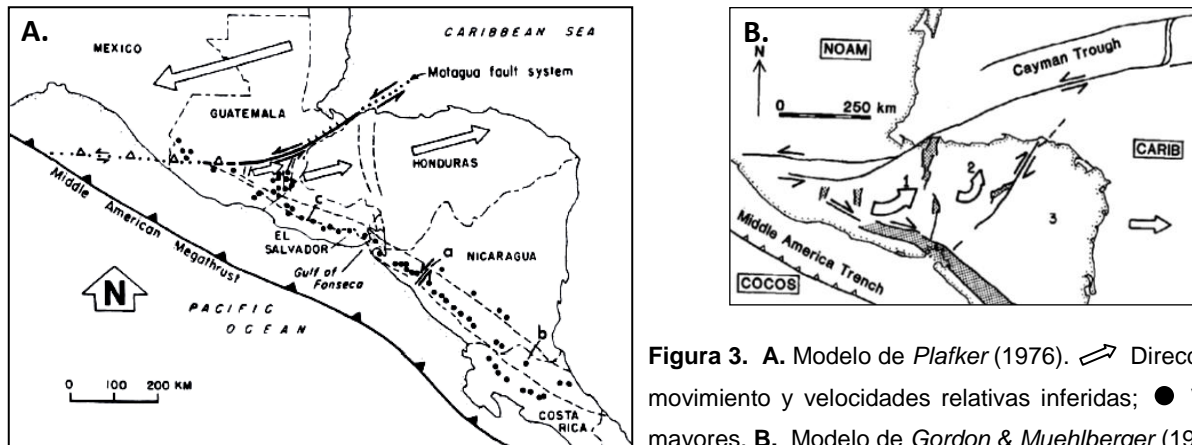 A.
MEXICO
CARIBBEAN SEA
Motagua fault system
GUATEMALA
HONDURAS
c
EL SALVADOR
a
NICARAGUA
Gulf of Fonseca
Middle American Megathrust
N
PACIFIC OCEAN
b
0 100 200 KM
COSTA RICA
B.
N
NOAM
Cayman Trough
0 250 km
CARIB
1
2
3
Middle America Trench
COCOS
Figura 3. A. Modelo de Plafker (1976). Direcc
movimiento y velocidades relativas inferidas;
mayores. B. Modelo de Gordon & Muehlberger (19